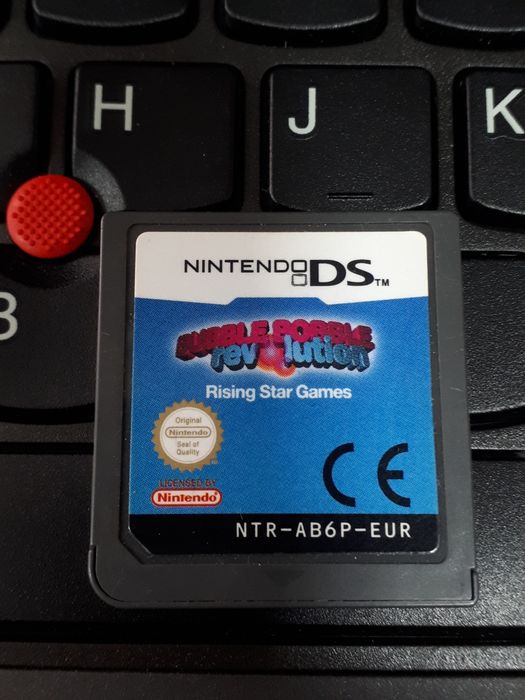 H
J
K
B
NINTENDO DS™
BUBBLE BOBBLE
revolution
Rising Star Games
Original
Nintendo
Seal of
Quality
LICENSED BY
Nintendo
CE
NTR-AB6P-EUR